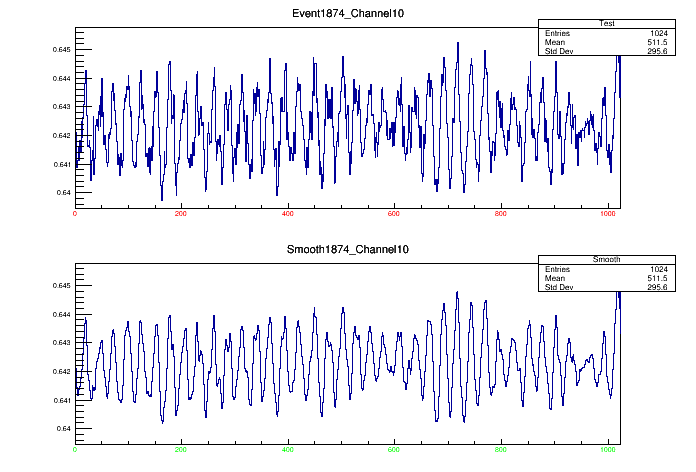 Event1874_Channel10
Test
Entries 1024
Mean 511.5
Std Dev 295.6
0.645
0.644
0.643
0.642
0.641
0.64
0 200 400 600 800 1000
Smooth1874_Channel10
Smooth
Entries 1024
Mean 511.5
Std Dev 295.6
0.645
0.644
0.643
0.642
0.641
0.64
0 200 400 600 800 1000